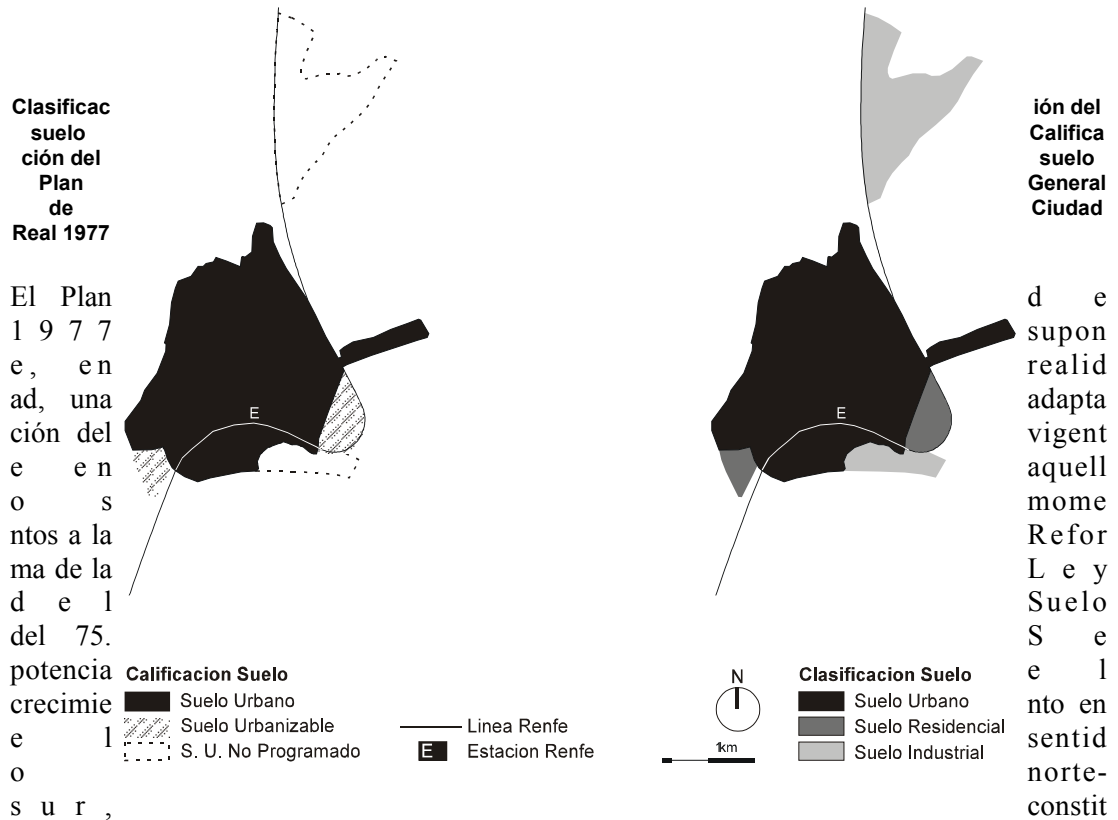 Clasificac ión del
suelo Califica
ción del suelo
Plan General
de Ciudad
Real 1977
El Plan d e
1 9 7 7 supon
e, en realid
ad, una adapta
ción del vigent
e en aquell
o s mome
ntos a la Refor
ma de la L e y
d e l Suelo
del 75. S e
potencia e l
crecimie nto en
e l sentid
o norte-
s u r , constit
E
E
Calificacion Suelo
Suelo Urbano
Suelo Urbanizable
S. U. No Programado
Linea Renfe
E Estacion Renfe
N
1km
Clasificacion Suelo
Suelo Urbano
Suelo Residencial
Suelo Industrial